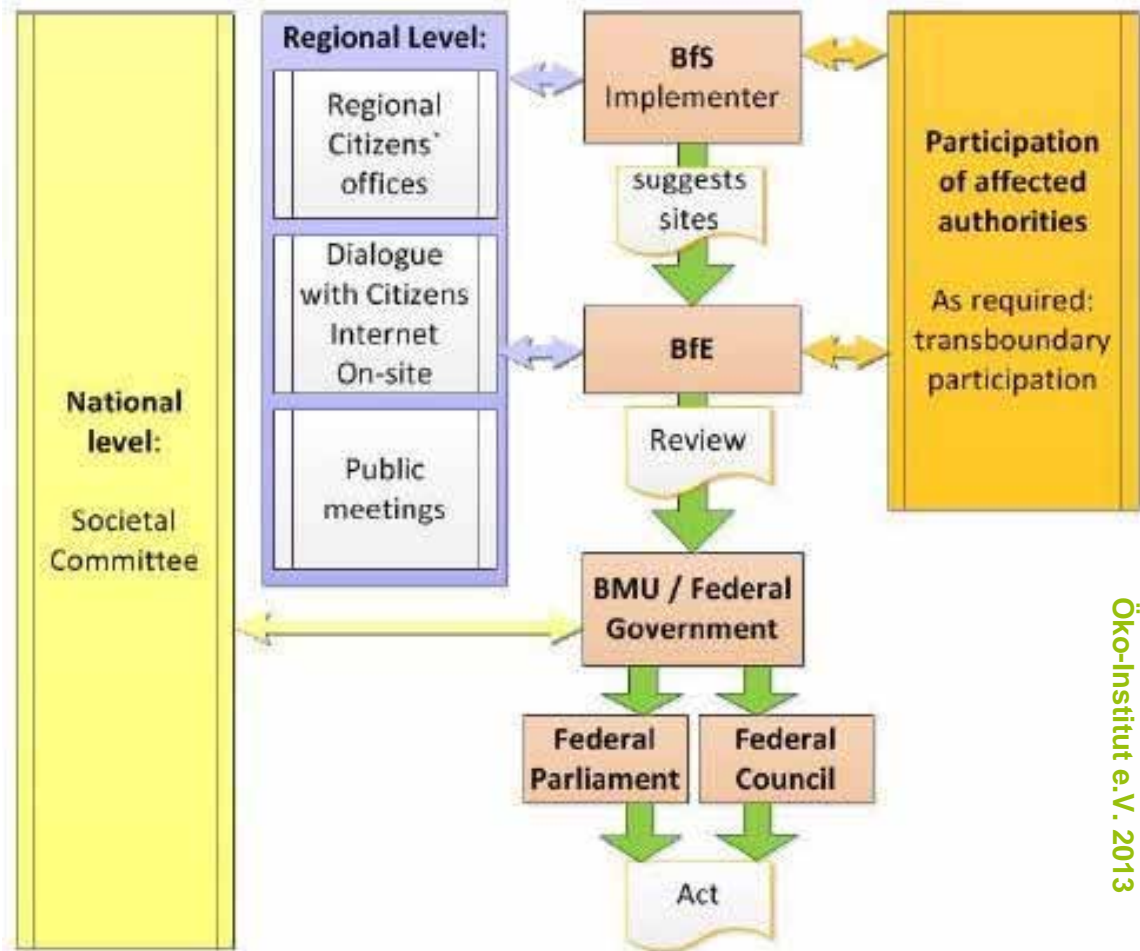 National
level:
Societal
Committee
Regional Level:
Regional
Citizens`
offices
Dialogue
with Citizens
Internet
On-site
Public
meetings
BfS
Implementer
suggests
sites
BfE
Review
BMU / Federal
Government
Federal
Parliament
Federal
Council
Act
Participation
of affected
authorities
As required:
transboundary
participation
Öko-Institut e.V. 2013